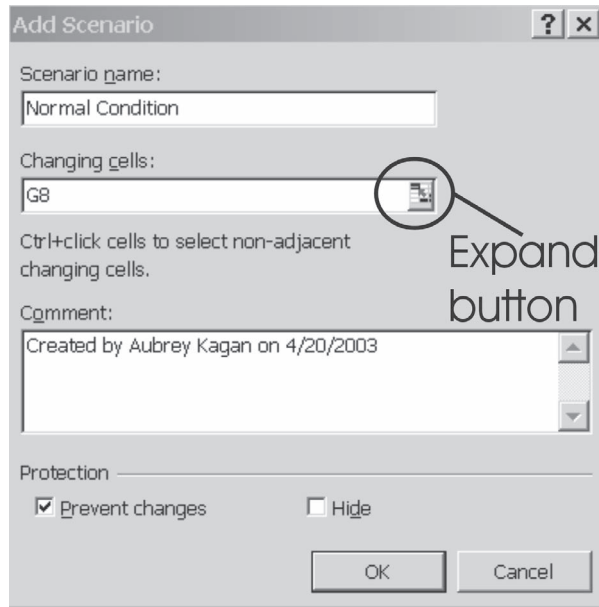 Add Scenario
Scenario name:
Normal Condition
Changing cells:
G8
Ctrl+click cells to select non-adjacent
changing cells.
Expand
button
Comment:
Created by Aubrey Kagan on 4/20/2003
Protection
Prevent changes
Hide
OK
Cancel